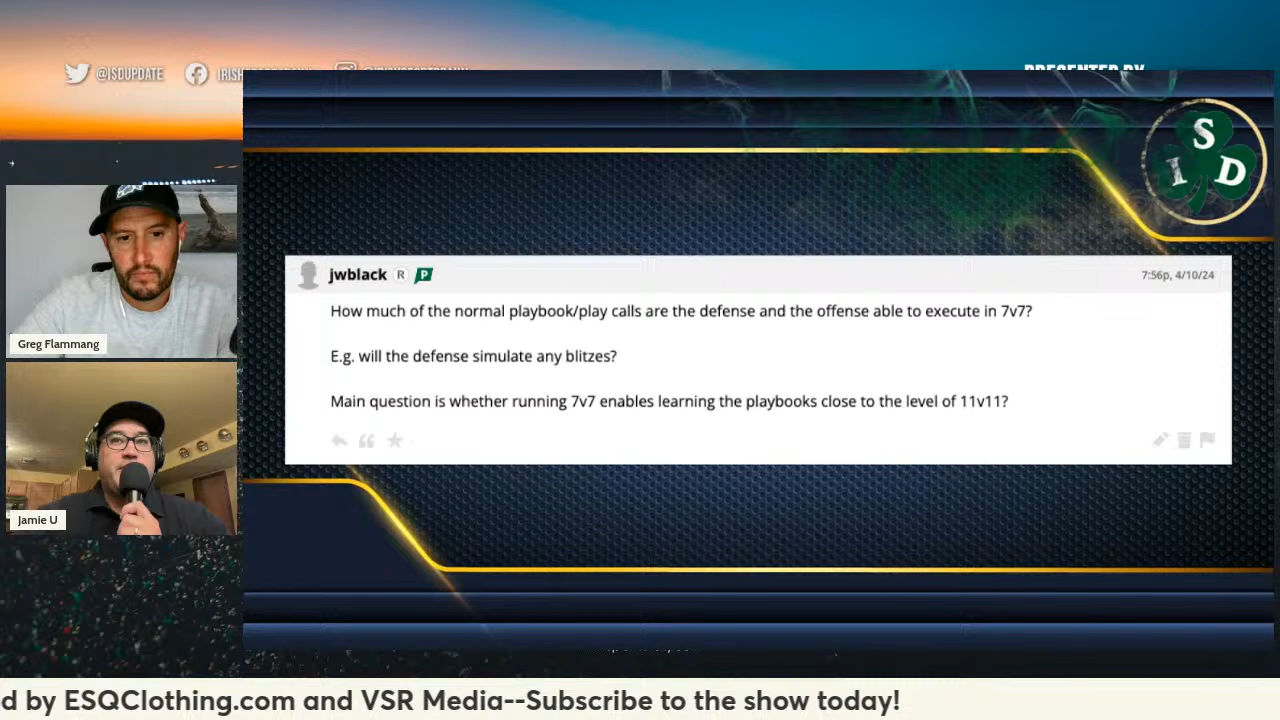 @ISDUPDATE
PRESENTED BY
S
I D
jwblack R P
7:56p, 4/10/24
How much of the normal playbook/play calls are the defense and the offense able to execute in 7v7?
E.g. will the defense simulate any blitzes?
Main question is whether running 7v7 enables learning the playbooks close to the level of 11v11?
Greg Flammang
Jamie U
d by ESQClothing.com and VSR Media--Subscribe to the show today!